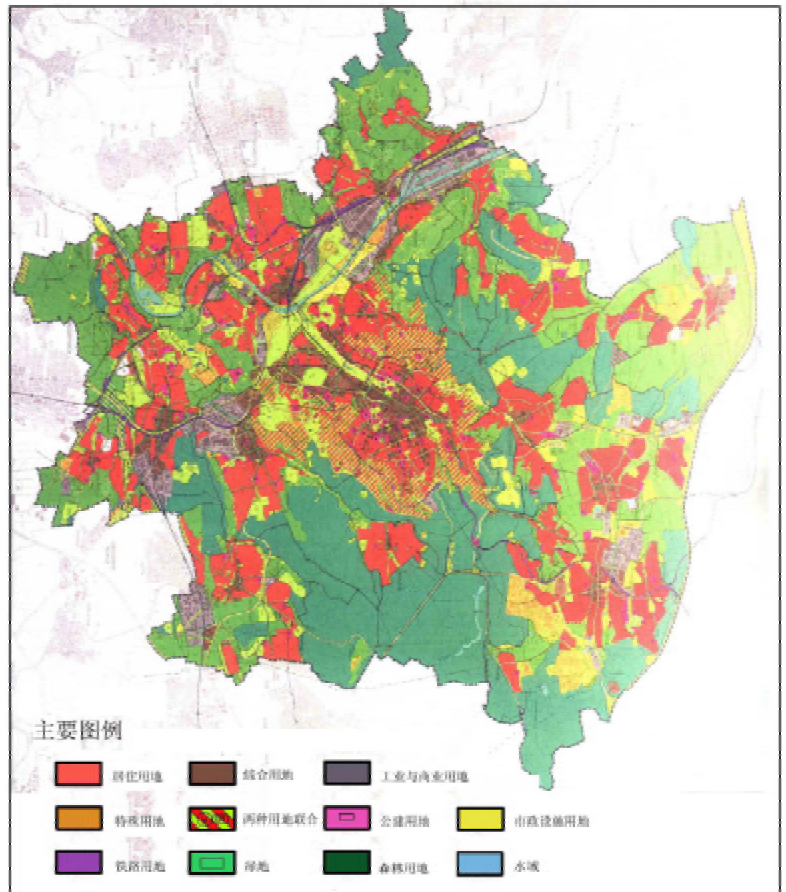 主要图例
居住用地 综合用地 工业与商业用地
特殊用地 两种用地联合 公建用地 市政设施用地
铁路用地 绿地 森林用地 水域